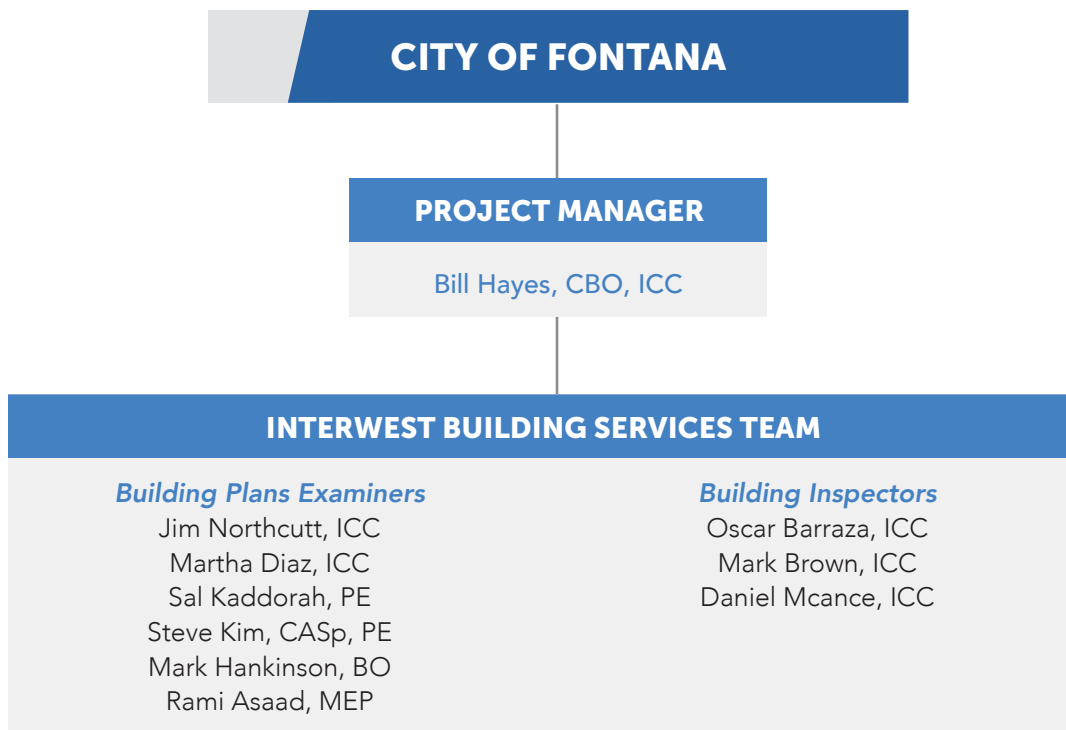 CITY OF FONTANA
PROJECT MANAGER
Bill Hayes, CBO, ICC
INTERWEST BUILDING SERVICES TEAM
Building Plans Examiners
Jim Northcutt, ICC
Martha Diaz, ICC
Sal Kaddorah, PE
Steve Kim, CASp, PE
Mark Hankinson, BO
Rami Asaad, MEP
Building Inspectors
Oscar Barraza, ICC
Mark Brown, ICC
Daniel Mcance, ICC